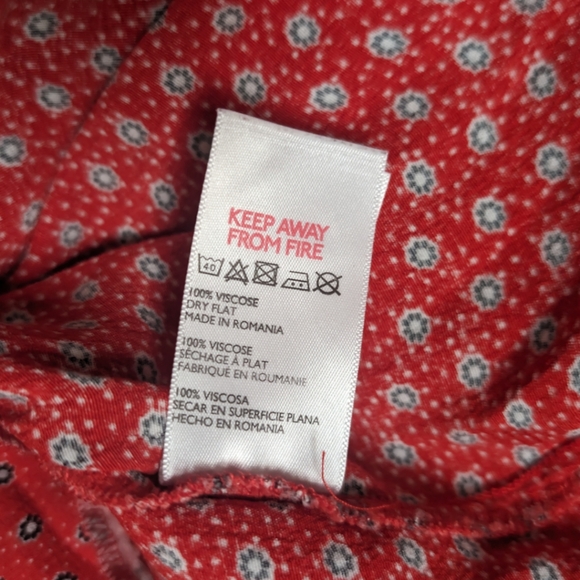 KEEP AWAY
FROM FIRE
40
100% VISCOSE
DRY FLAT
MADE IN ROMANIA
100% VISCOSE
SÉCHAGE À PLAT
FABRIQUÉ EN ROUMANIE
100% VISCOSA
SECAR EN SUPERFICIE PLANA
HECHO EN ROMANIA